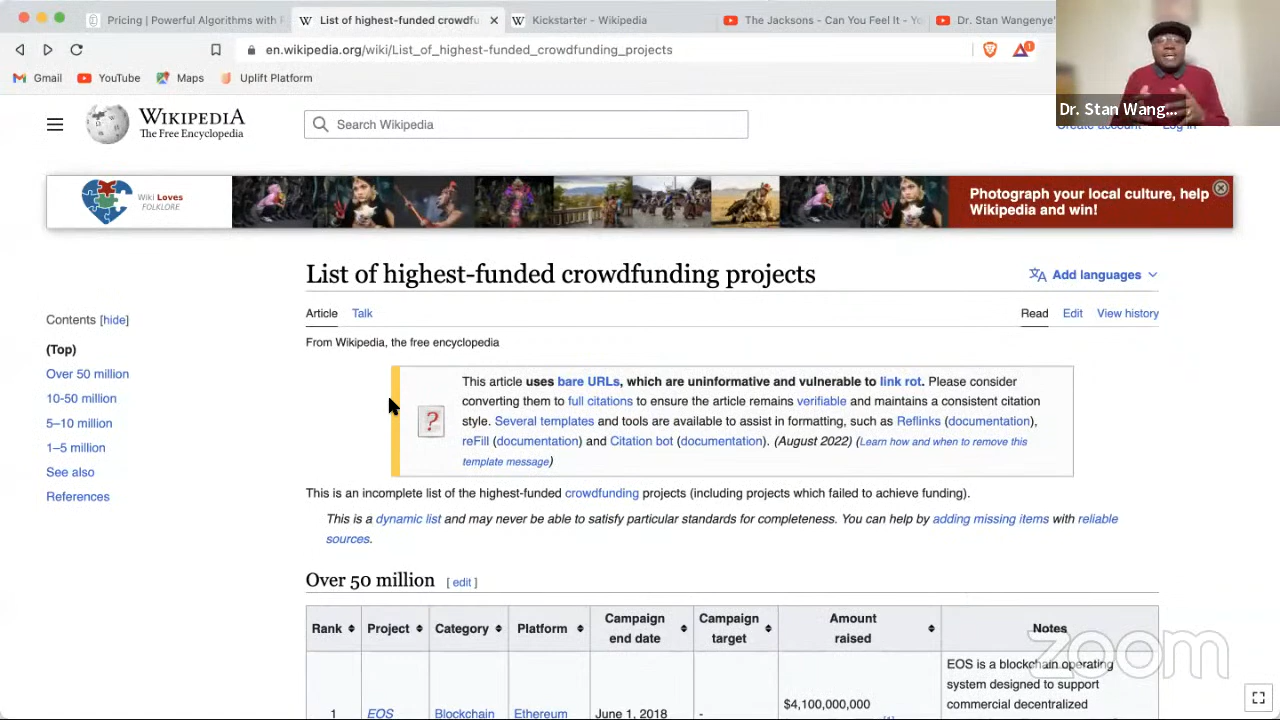 Pricing | Powerful Algorithms with
List of highest-funded crowdfu
Kickstarter - Wikipedia
The Jacksons - Can You Feel It - Yo
Dr. Stan Wangenye'
en.wikipedia.org/wiki/List_of_highest-funded_crowdfunding_projects
1
Gmail
YouTube
Maps
Uplift Platform
Dr. Stan Wang...
WIKIPEDIA
The Free Encyclopedia
Search Wikipedia
Create account
Log in
Wiki Loves
FOLKLORE
Photograph your local culture, help
Wikipedia and win!
List of highest-funded crowdfunding projects
Add languages
Contents [hide]
(Top)
Over 50 million
10-50 million
5–10 million
1–5 million
See also
References
Article
Talk
Read
Edit
View history
From Wikipedia, the free encyclopedia
This article uses bare URLs, which are uninformative and vulnerable to link rot. Please consider
converting them to full citations to ensure the article remains verifiable and maintains a consistent citation
style. Several templates and tools are available to assist in formatting, such as Reflinks (documentation),
reFill (documentation) and Citation bot (documentation). (August 2022) (Learn how and when to remove this
template message)
This is an incomplete list of the highest-funded crowdfunding projects (including projects which failed to achieve funding).
This is a dynamic list and may never be able to satisfy particular standards for completeness. You can help by adding missing items with reliable
sources.
Over 50 million [ edit ]
Rank
Project
Category
Platform
Campaign
end date
Campaign
target
Amount
raised
Notes
1
EOS
Blockchain
Ethereum
June 1, 2018
-
$4,100,000,000
EOS is a blockchain operating
system designed to support
commercial decentralized
zoom